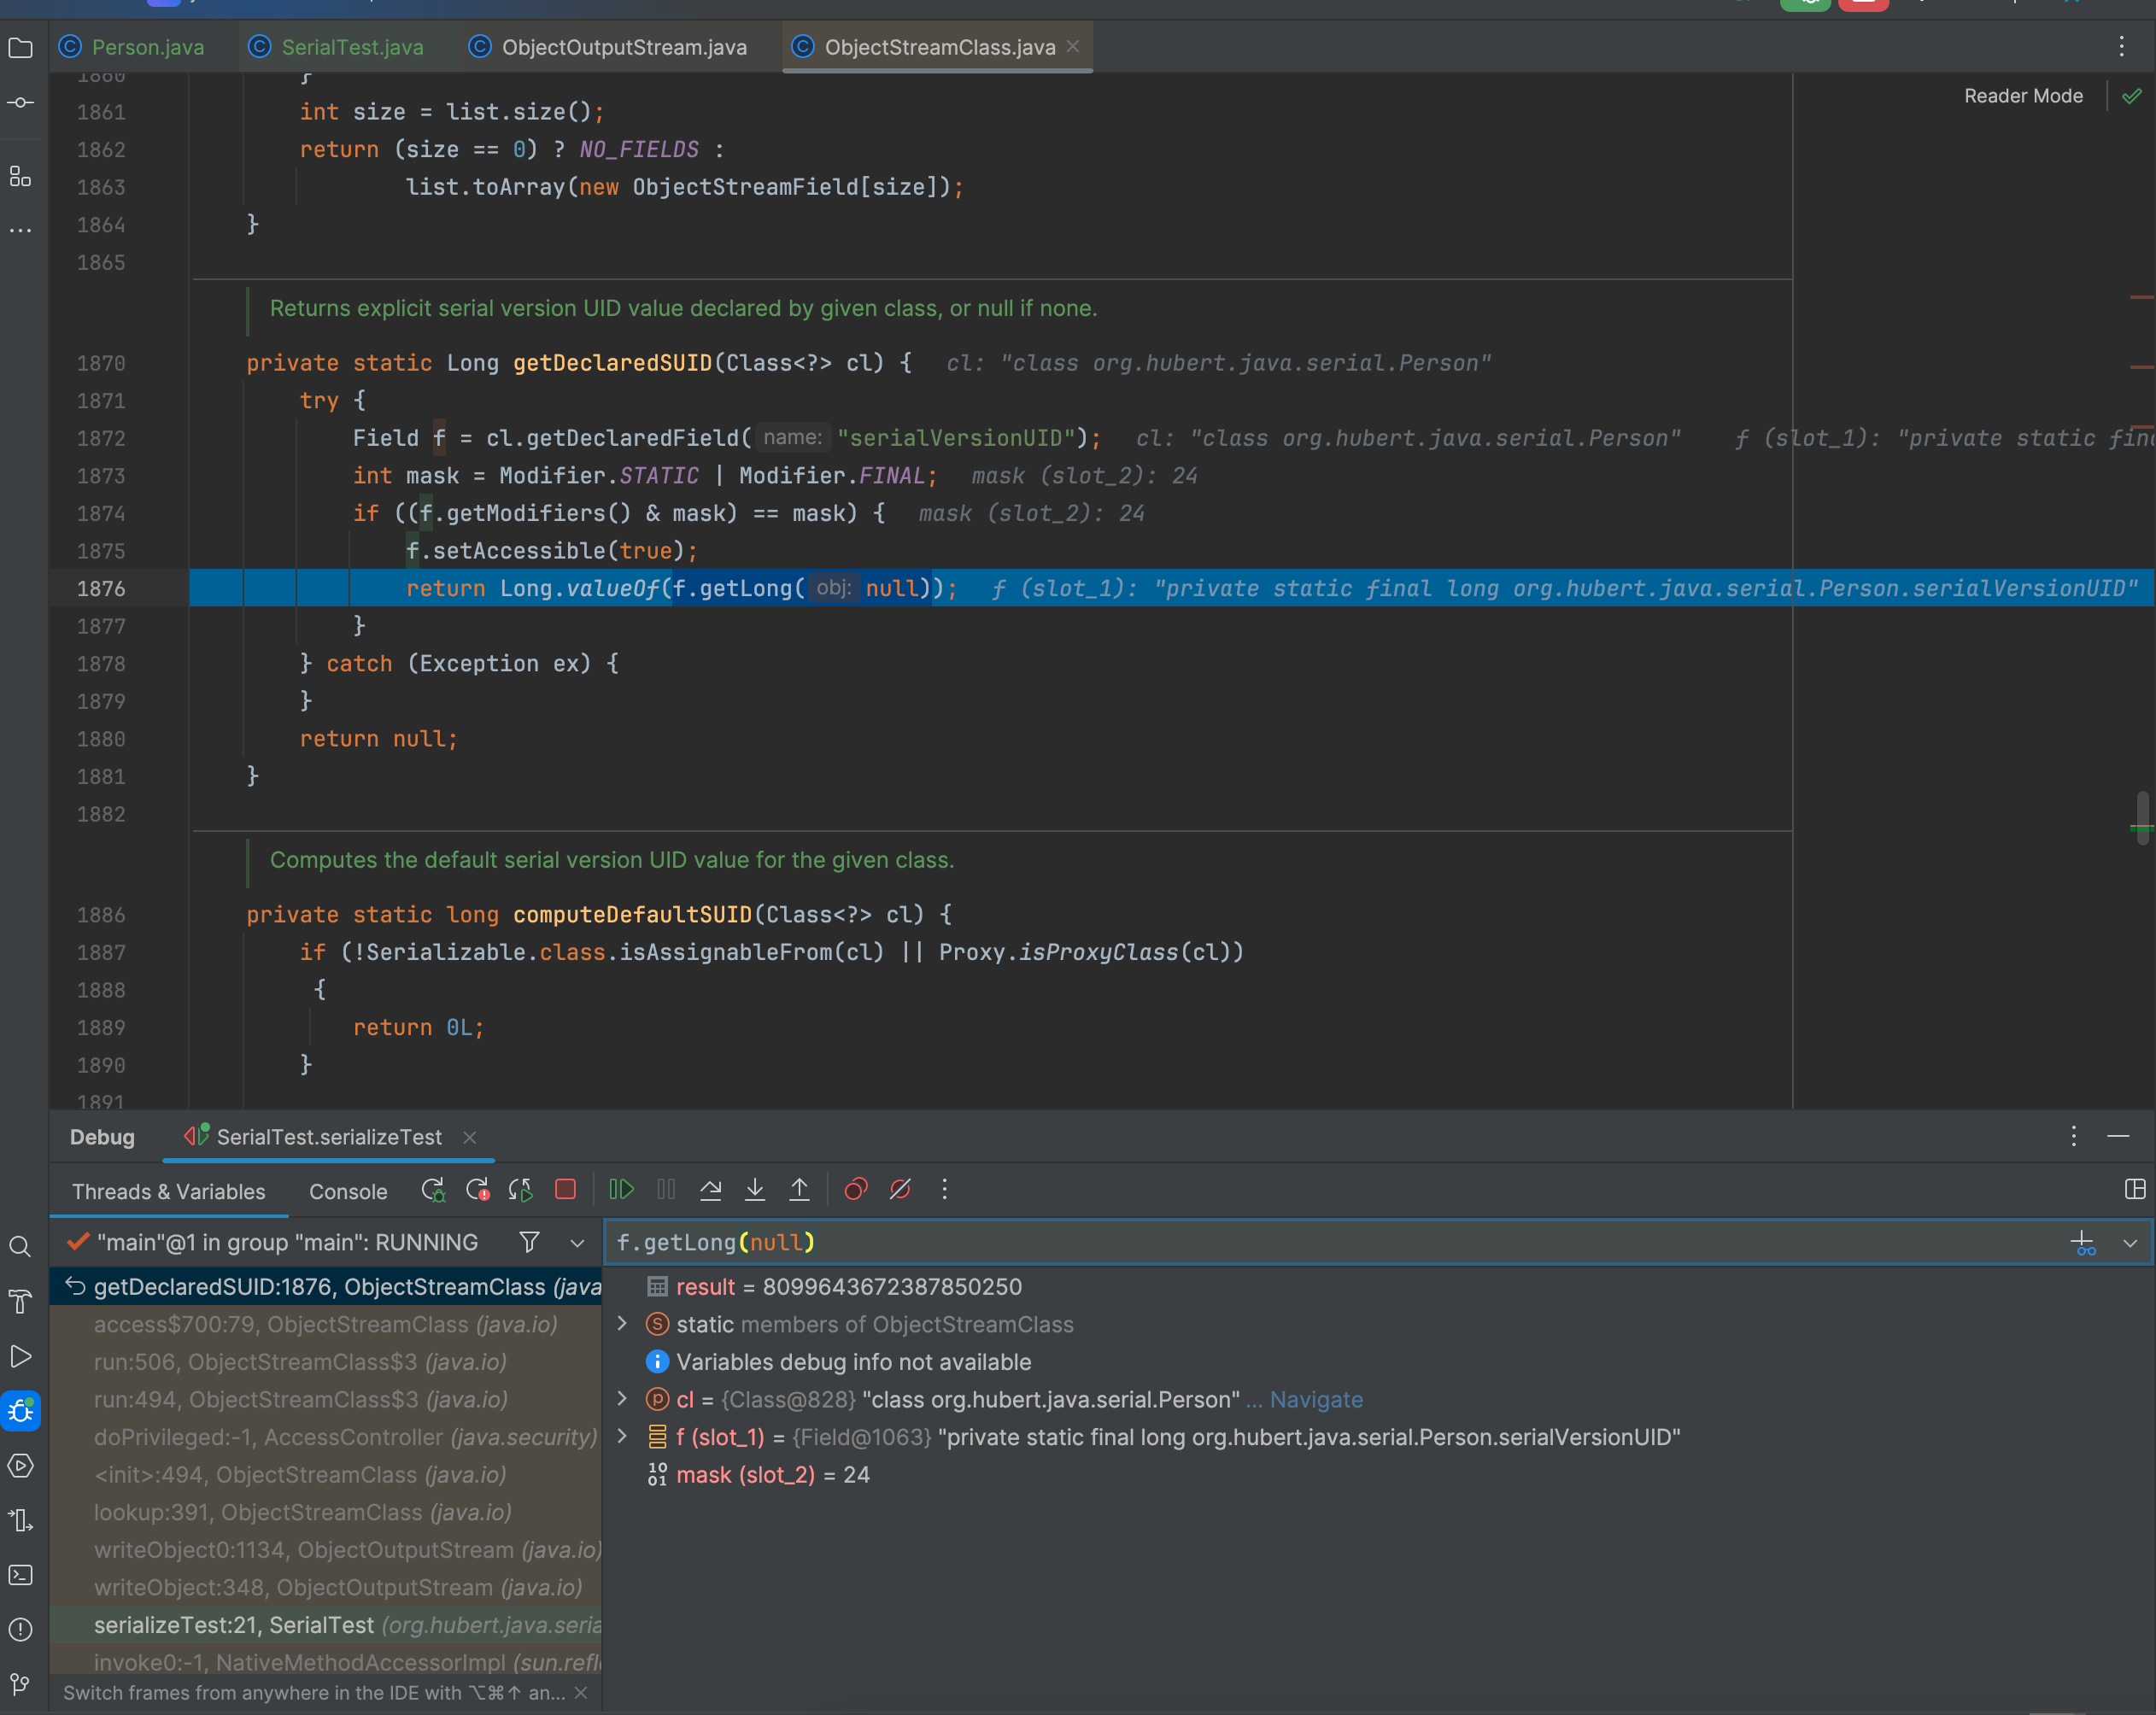 Person.java SerialTest.java ObjectOutputStream.java ObjectStreamClass.java
Reader Mode
1860 }
1861 int size = list.size();
1862 return (size == 0) ? NO_FIELDS :
1863 list.toArray(new ObjectStreamField[size]);
1864 }
1865
Returns explicit serial version UID value declared by given class, or null if none.
1870 private static Long getDeclaredSUID(Class<?> cl) { cl: "class org.hubert.java.serial.Person"
1871 try {
1872 Field f = cl.getDeclaredField( name: "serialVersionUID"); cl: "class org.hubert.java.serial.Person" f (slot_1): "private static fin
1873 int mask = Modifier.STATIC | Modifier.FINAL; mask (slot_2): 24
1874 if ((f.getModifiers() & mask) == mask) { mask (slot_2): 24
1875 f.setAccessible(true);
1876 return Long.valueOf(f.getLong( obj: null)); f (slot_1): "private static final long org.hubert.java.serial.Person.serialVersionUID"
1877 }
1878 } catch (Exception ex) {
1879 }
1880 return null;
1881 }
1882
Computes the default serial version UID value for the given class.
1886 private static long computeDefaultSUID(Class<?> cl) {
1887 if (!Serializable.class.isAssignableFrom(cl) || Proxy.isProxyClass(cl))
1888 {
1889 return 0L;
1890 }
1891
Debug SerialTest.serializeTest
Threads & Variables Console
"main"@1 in group "main": RUNNING
getDeclaredSUID:1876, ObjectStreamClass (java
access$700:79, ObjectStreamClass (java.io)
run:506, ObjectStreamClass$3 (java.io)
run:494, ObjectStreamClass$3 (java.io)
doPrivileged:-1, AccessController (java.security)
<init>:494, ObjectStreamClass (java.io)
lookup:391, ObjectStreamClass (java.io)
writeObject0:1134, ObjectOutputStream (java.io)
writeObject:348, ObjectOutputStream (java.io)
serializeTest:21, SerialTest (org.hubert.java.seria
invoke0:-1, NativeMethodAccessorImpl (sun.refle
Switch frames from anywhere in the IDE with ⌥⌘↑ an...
f.getLong(null)
result = 8099643672387850250
static members of ObjectStreamClass
Variables debug info not available
cl = {Class@828} "class org.hubert.java.serial.Person" ... Navigate
f (slot_1) = {Field@1063} "private static final long org.hubert.java.serial.Person.serialVersionUID"
mask (slot_2) = 24